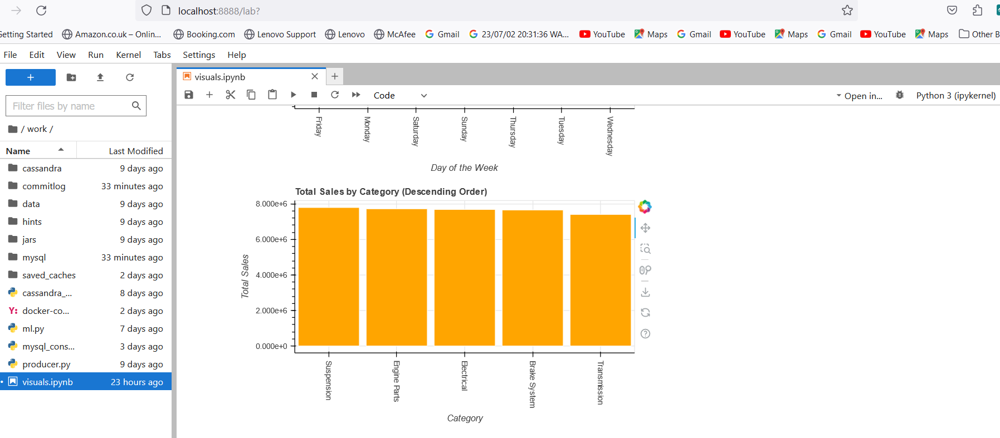 localhost:8888/lab?
Getting Started Amazon.co.uk – Onlin... Booking.com Lenovo Support Lenovo McAfee Gmail 23/07/02 20:31:36 WA... YouTube Maps Gmail YouTube Maps Gmail YouTube Maps Other B
File Edit View Run Kernel Tabs Settings Help
visuals.ipynb
Code
Open in...
Python 3 (ipykernel)
Filter files by name
/ work /
Name Last Modified
cassandra 9 days ago
commitlog 33 minutes ago
data 9 days ago
hints 9 days ago
jars 9 days ago
mysql 33 minutes ago
saved_caches 2 days ago
cassandra_... 8 days ago
Y: docker-co... 2 days ago
ml.py 7 days ago
mysql_cons... 3 days ago
producer.py 9 days ago
visuals.ipynb 23 hours ago
Friday Monday Saturday Sunday Thursday Tuesday Wednesday
Day of the Week
Total Sales by Category (Descending Order)
Total Sales
8.000e+6
6.000e+6
4.000e+6
2.000e+6
0.000e+0
Suspension Engine Parts Electrical Brake System Transmission
Category